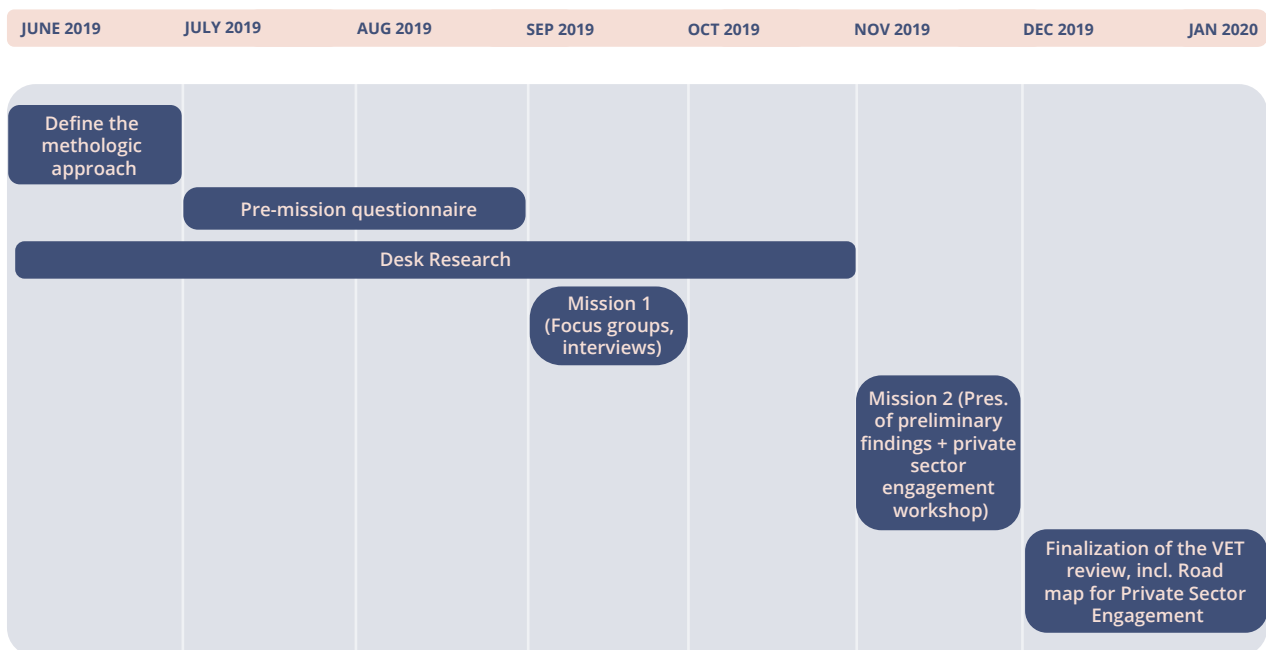 JUNE 2019 JULY 2019 AUG 2019 SEP 2019 OCT 2019 NOV 2019 DEC 2019 JAN 2020
Define the
methologic
approach
Pre-mission questionnaire
Desk Research
Mission 1
(Focus groups,
interviews)
Mission 2 (Pres.
of preliminary
findings + private
sector
engagement
workshop)
Finalization of the VET
review, incl. Road
map for Private Sector
Engagement